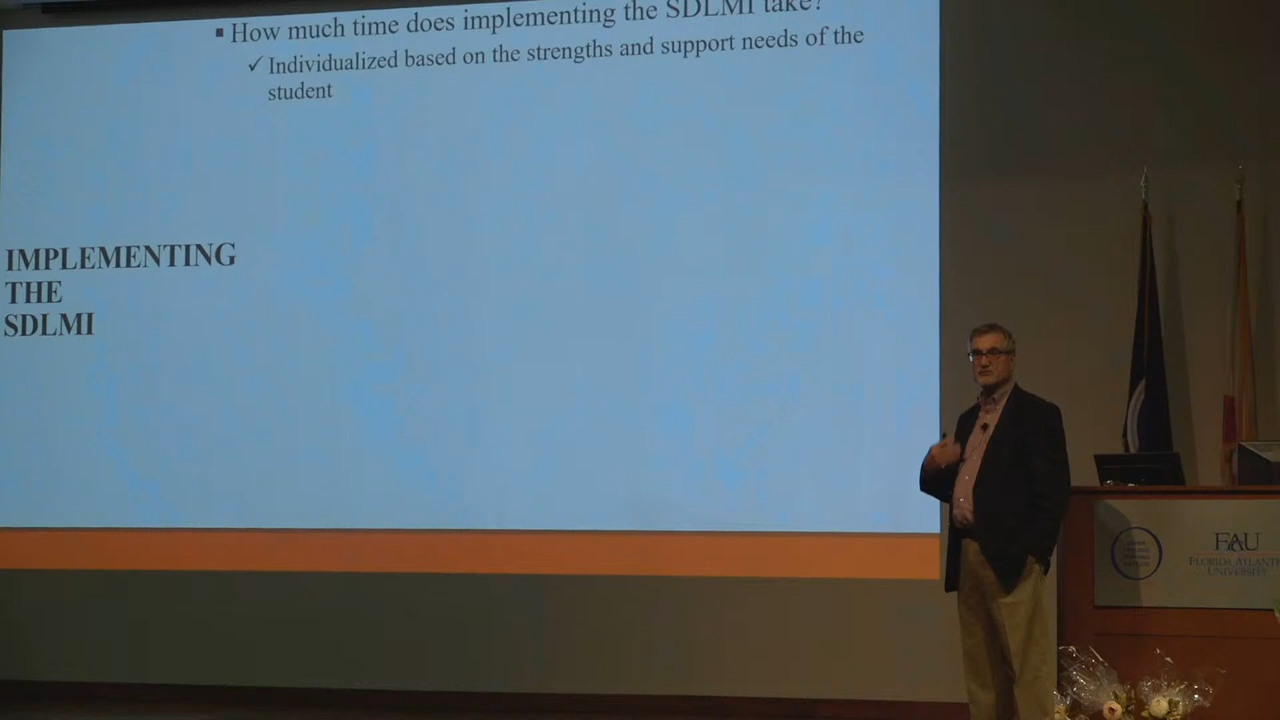 ▪ How much time does implementing the SDLMI take?
✓ Individualized based on the strengths and support needs of the
student
IMPLEMENTING
THE
SDLMI
FAU
FLORIDA ATLANTIC
UNIVERSITY